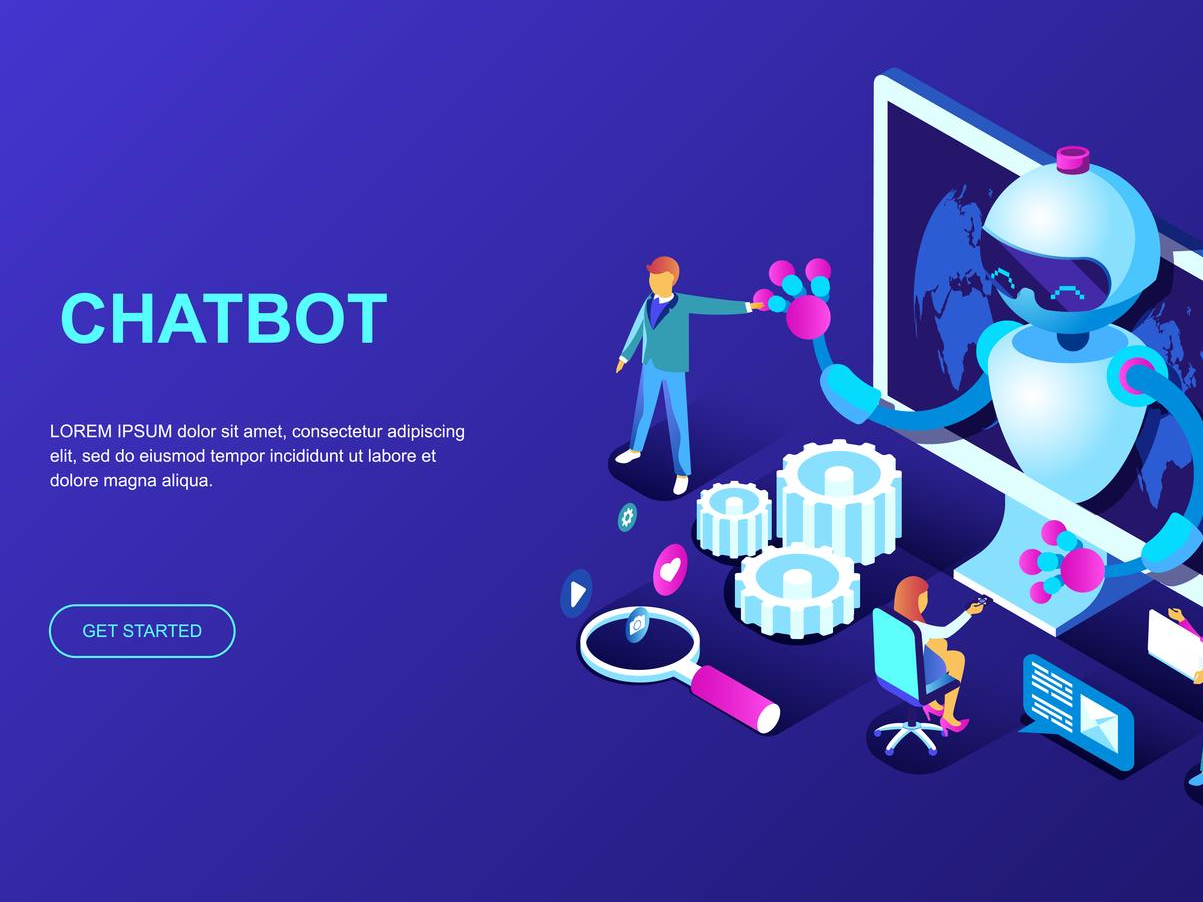 CHATBOT
LOREM IPSUM dolor sit amet, consectetur adipiscing
elit, sed do eiusmod tempor incididunt ut labore et
dolore magna aliqua.
GET STARTED